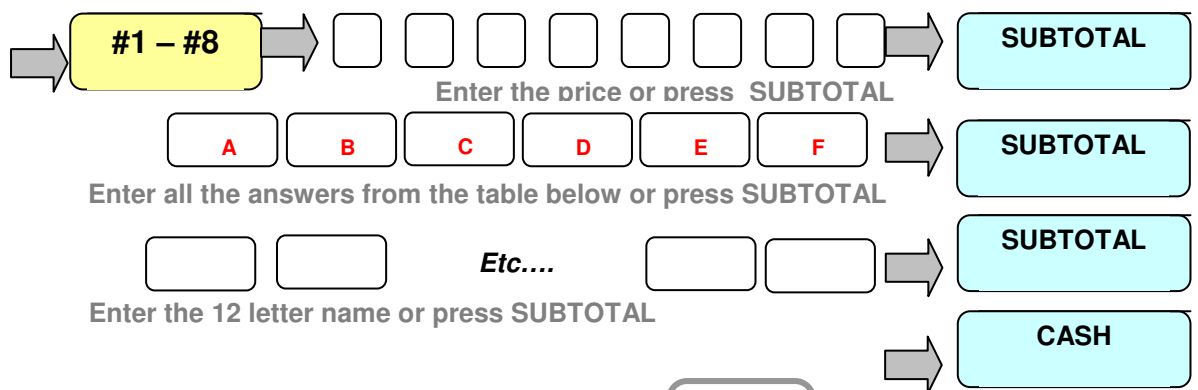 #1 – #8 SUBTOTAL
Enter the price or press SUBTOTAL
A B C D E F SUBTOTAL
Enter all the answers from the table below or press SUBTOTAL
Etc…. SUBTOTAL
Enter the 12 letter name or press SUBTOTAL
CASH